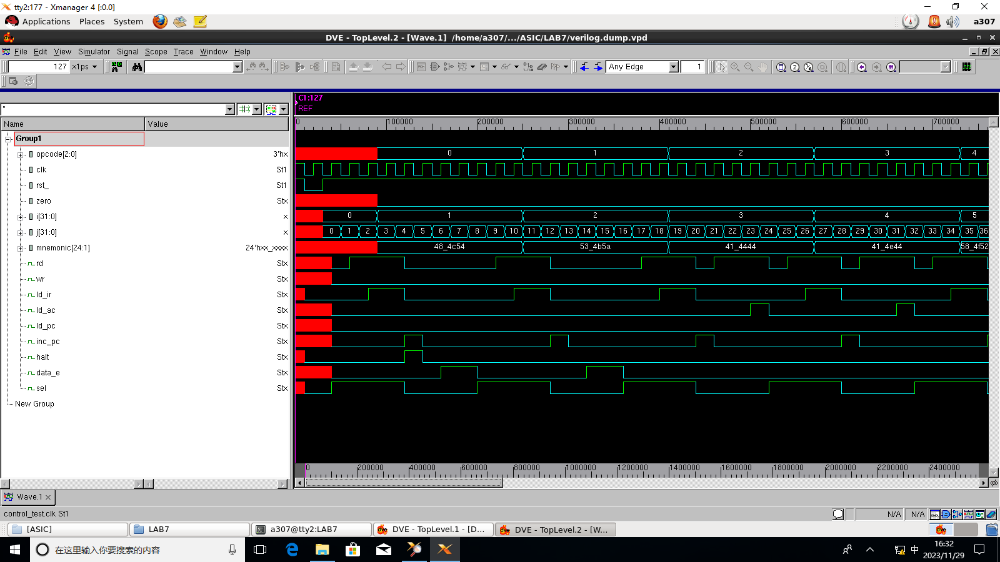 tty2:177 - Xmanager 4 [:0.0]
Applications Places System a307
DVE - TopLevel.2 - [Wave.1] /home/a307/.../ASIC/LAB7/verilog.dump.vpd
File Edit View Simulator Signal Scope Trace Window Help
127 x1ps Any Edge 1
C1:127
REF
*
Name Value
0 100000 200000 300000 400000 500000 600000 700000
Group1
opcode[2:0] 3'hx 0 1 2 3 4
clk St1
rst_ St1
zero Stx
i[31:0] x 0 1 2 3 4 5
j[31:0] x 0 1 2 3 4 5 6 7 8 9 10 11 12 13 14 15 16 17 18 19 20 21 22 23 24 25 26 27 28 29 30 31 32 33 34 35 36
mnemonic[24:1] 24'hxx_xxxx 48_4c54 53_4b5a 41_4444 41_4e44 58_4f52
rd Stx
wr Stx
ld_ir Stx
ld_ac Stx
ld_pc Stx
inc_pc Stx
halt Stx
data_e Stx
sel Stx
New Group
0 200000 400000 600000 800000 1000000 1200000 1400000 1600000 1800000 2000000 2200000 2400000
Wave.1
control_test.clk St1 N/A N/A
[ASIC] LAB7 a307@tty2:LAB7 DVE - TopLevel.1 - [D... DVE - TopLevel.2 - [W...
在这里输入你要搜索的内容 中 16:32
2023/11/29